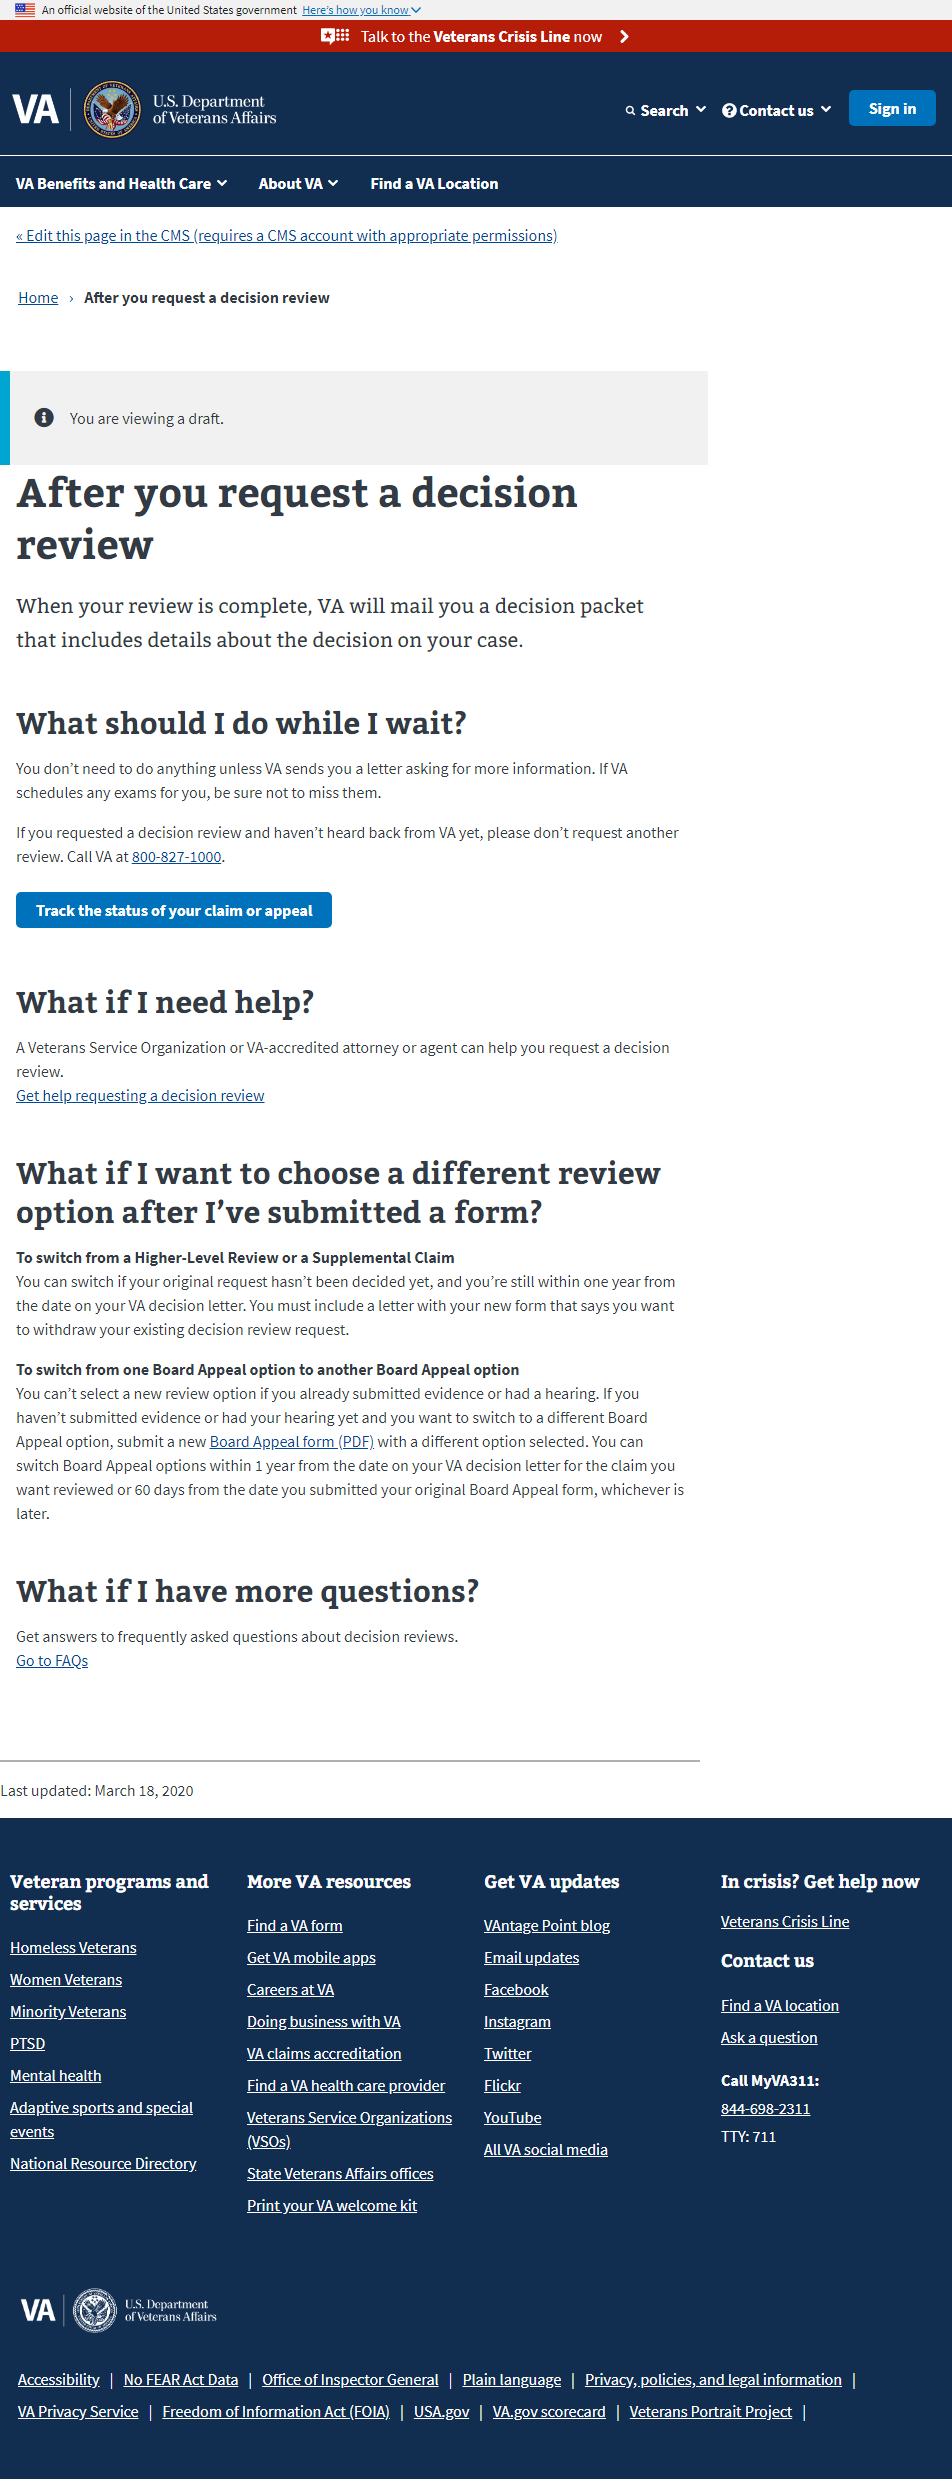 An official website of the United States government Here's how you know
Talk to the Veterans Crisis Line now
VA
U.S. Department
of Veterans Affairs
Search
Contact us
Sign in
VA Benefits and Health Care
About VA
Find a VA Location
« Edit this page in the CMS (requires a CMS account with appropriate permissions)
Home › After you request a decision review
You are viewing a draft.
After you request a decision
review
When your review is complete, VA will mail you a decision packet
that includes details about the decision on your case.
What should I do while I wait?
You don't need to do anything unless VA sends you a letter asking for more information. If VA
schedules any exams for you, be sure not to miss them.
If you requested a decision review and haven't heard back from VA yet, please don't request another
review. Call VA at 800-827-1000.
Track the status of your claim or appeal
What if I need help?
A Veterans Service Organization or VA-accredited attorney or agent can help you request a decision
review.
Get help requesting a decision review
What if I want to choose a different review
option after I've submitted a form?
To switch from a Higher-Level Review or a Supplemental Claim
You can switch if your original request hasn't been decided yet, and you're still within one year from
the date on your VA decision letter. You must include a letter with your new form that says you want
to withdraw your existing decision review request.
To switch from one Board Appeal option to another Board Appeal option
You can't select a new review option if you already submitted evidence or had a hearing. If you
haven't submitted evidence or had your hearing yet and you want to switch to a different Board
Appeal option, submit a new Board Appeal form (PDF) with a different option selected. You can
switch Board Appeal options within 1 year from the date on your VA decision letter for the claim you
want reviewed or 60 days from the date you submitted your original Board Appeal form, whichever is
later.
What if I have more questions?
Get answers to frequently asked questions about decision reviews.
Go to FAQs
Last updated: March 18, 2020
Veteran programs and
services
Homeless Veterans
Women Veterans
Minority Veterans
PTSD
Mental health
Adaptive sports and special
events
National Resource Directory
More VA resources
Find a VA form
Get VA mobile apps
Careers at VA
Doing business with VA
VA claims accreditation
Find a VA health care provider
Veterans Service Organizations
(VSOs)
State Veterans Affairs offices
Print your VA welcome kit
Get VA updates
VAntage Point blog
Email updates
Facebook
Instagram
Twitter
Flickr
YouTube
All VA social media
In crisis? Get help now
Veterans Crisis Line
Contact us
Find a VA location
Ask a question
Call MyVA311:
844-698-2311
TTY: 711
VA
U.S. Department
of Veterans Affairs
Accessibility | No FEAR Act Data | Office of Inspector General | Plain language | Privacy, policies, and legal information |
VA Privacy Service | Freedom of Information Act (FOIA) | USA.gov | VA.gov scorecard | Veterans Portrait Project |